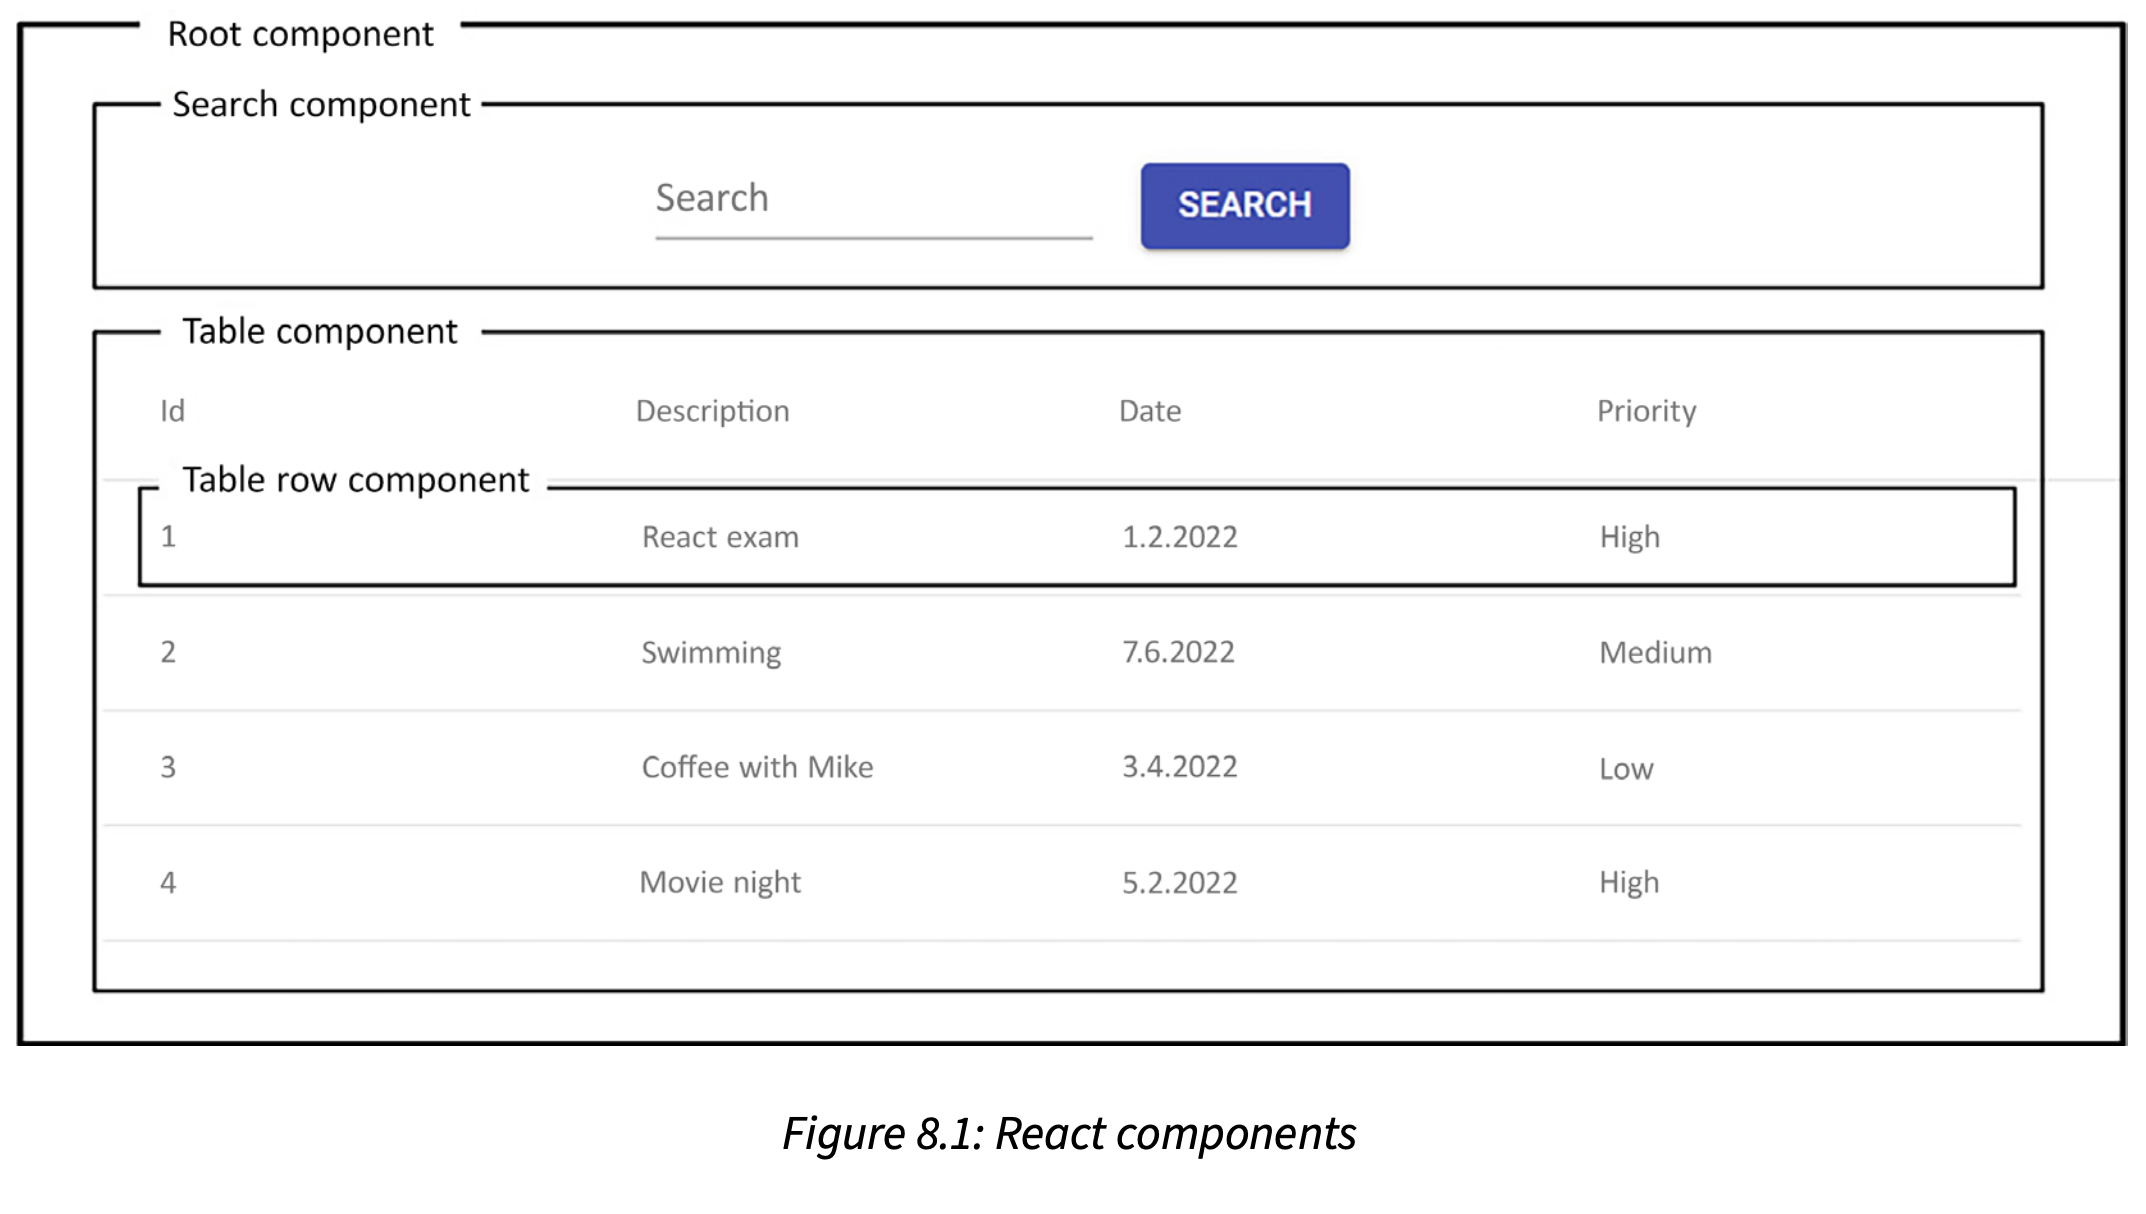 Root component
Search component
Search SEARCH
Table component
Id Description Date Priority
Table row component
1 React exam 1.2.2022 High
2 Swimming 7.6.2022 Medium
3 Coffee with Mike 3.4.2022 Low
4 Movie night 5.2.2022 High
Figure 8.1: React components